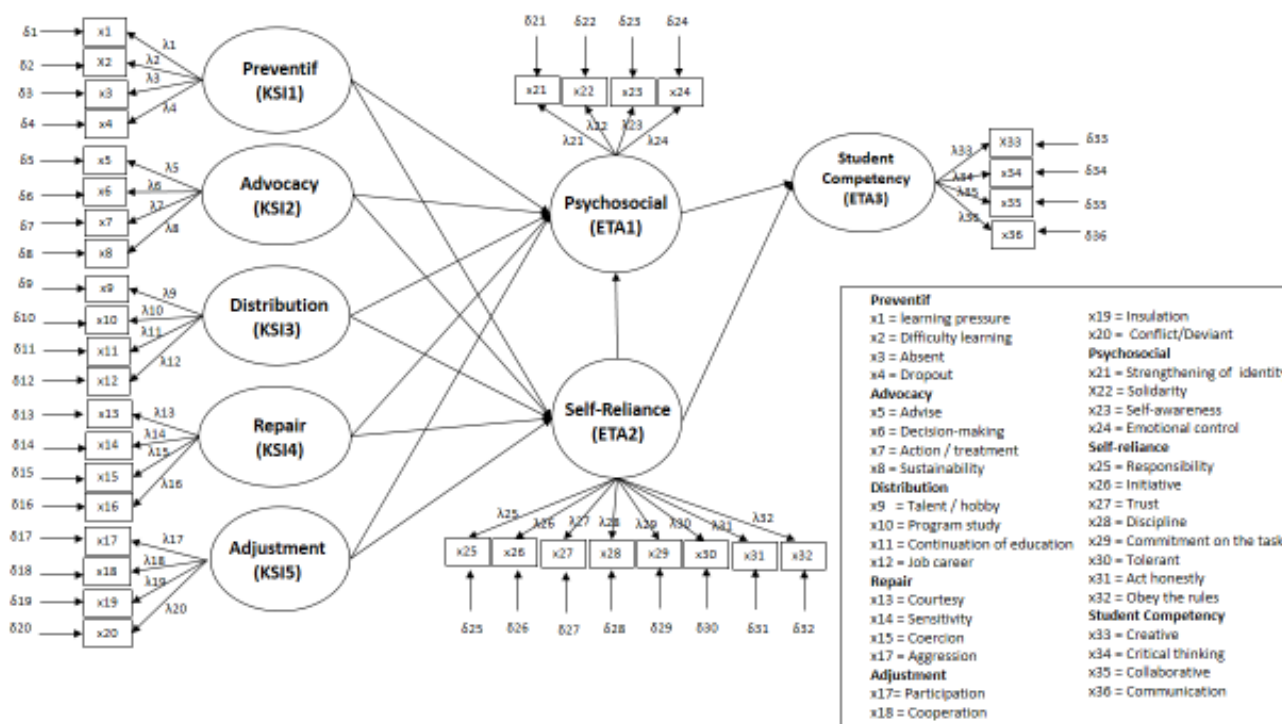 δ1
x1
λ1
δ2
X2
λ2
δ3
x3
λ3
δ4
x4
λ4
Preventif
(KSI1)
δ5
x5
λ5
δ6
x6
λ6
δ7
x7
λ7
δ8
x8
λ8
Advocacy
(KSI2)
δ9
x9
λ9
δ10
x10
λ10
δ11
x11
λ11
δ12
x12
λ12
Distribution
(KSI3)
δ13
x13
λ13
δ14
x14
λ14
δ15
x15
λ15
δ16
x16
λ16
Repair
(KSI4)
δ17
x17
λ17
δ18
x18
λ18
δ19
x19
λ19
δ20
x20
λ20
Adjustment
(KSI5)
δ21 δ22 δ23 δ24
x21 x22 x23 x24
λ21 λ22 λ23 λ24
Psychosocial
(ETA1)
Self-Reliance
(ETA2)
λ25 λ26 λ27 λ28 λ29 λ30 λ31 λ32
x25 x26 x27 x28 x29 x30 x31 x32
δ25 δ26 δ27 δ28 δ29 δ30 δ31 δ32
Student
Competency
(ETA3)
λ33
X33
λ34
x34
δ34
λ35
x35
δ35
x36
δ36
Preventif
x1 = learning pressure
x2 = Difficulty learning
x3 = Absent
x4 = Dropout
Advocacy
x5 = Advise
x6 = Decision-making
x7 = Action / treatment
x8 = Sustainability
Distribution
x9 = Talent / hobby
x10 = Program study
x11 = Continuation of education
x12 = Job career
Repair
x13 = Courtesy
x14 = Sensitivity
x15 = Coercion
x17 = Aggression
Adjustment
x17= Participation
x18 = Cooperation
x19 = Insulation
x20 = Conflict/Deviant
Psychosocial
x21 = Strengthening of identity
X22 = Solidarity
x23 = Self-awareness
x24 = Emotional control
Self-reliance
x25 = Responsibility
x26 = Initiative
x27 = Trust
x28 = Discipline
x29 = Commitment on the task
x30 = Tolerant
x31 = Act honestly
x32 = Obey the rules
Student Competency
x33 = Creative
x34 = Critical thinking
x35 = Collaborative
x36 = Communication